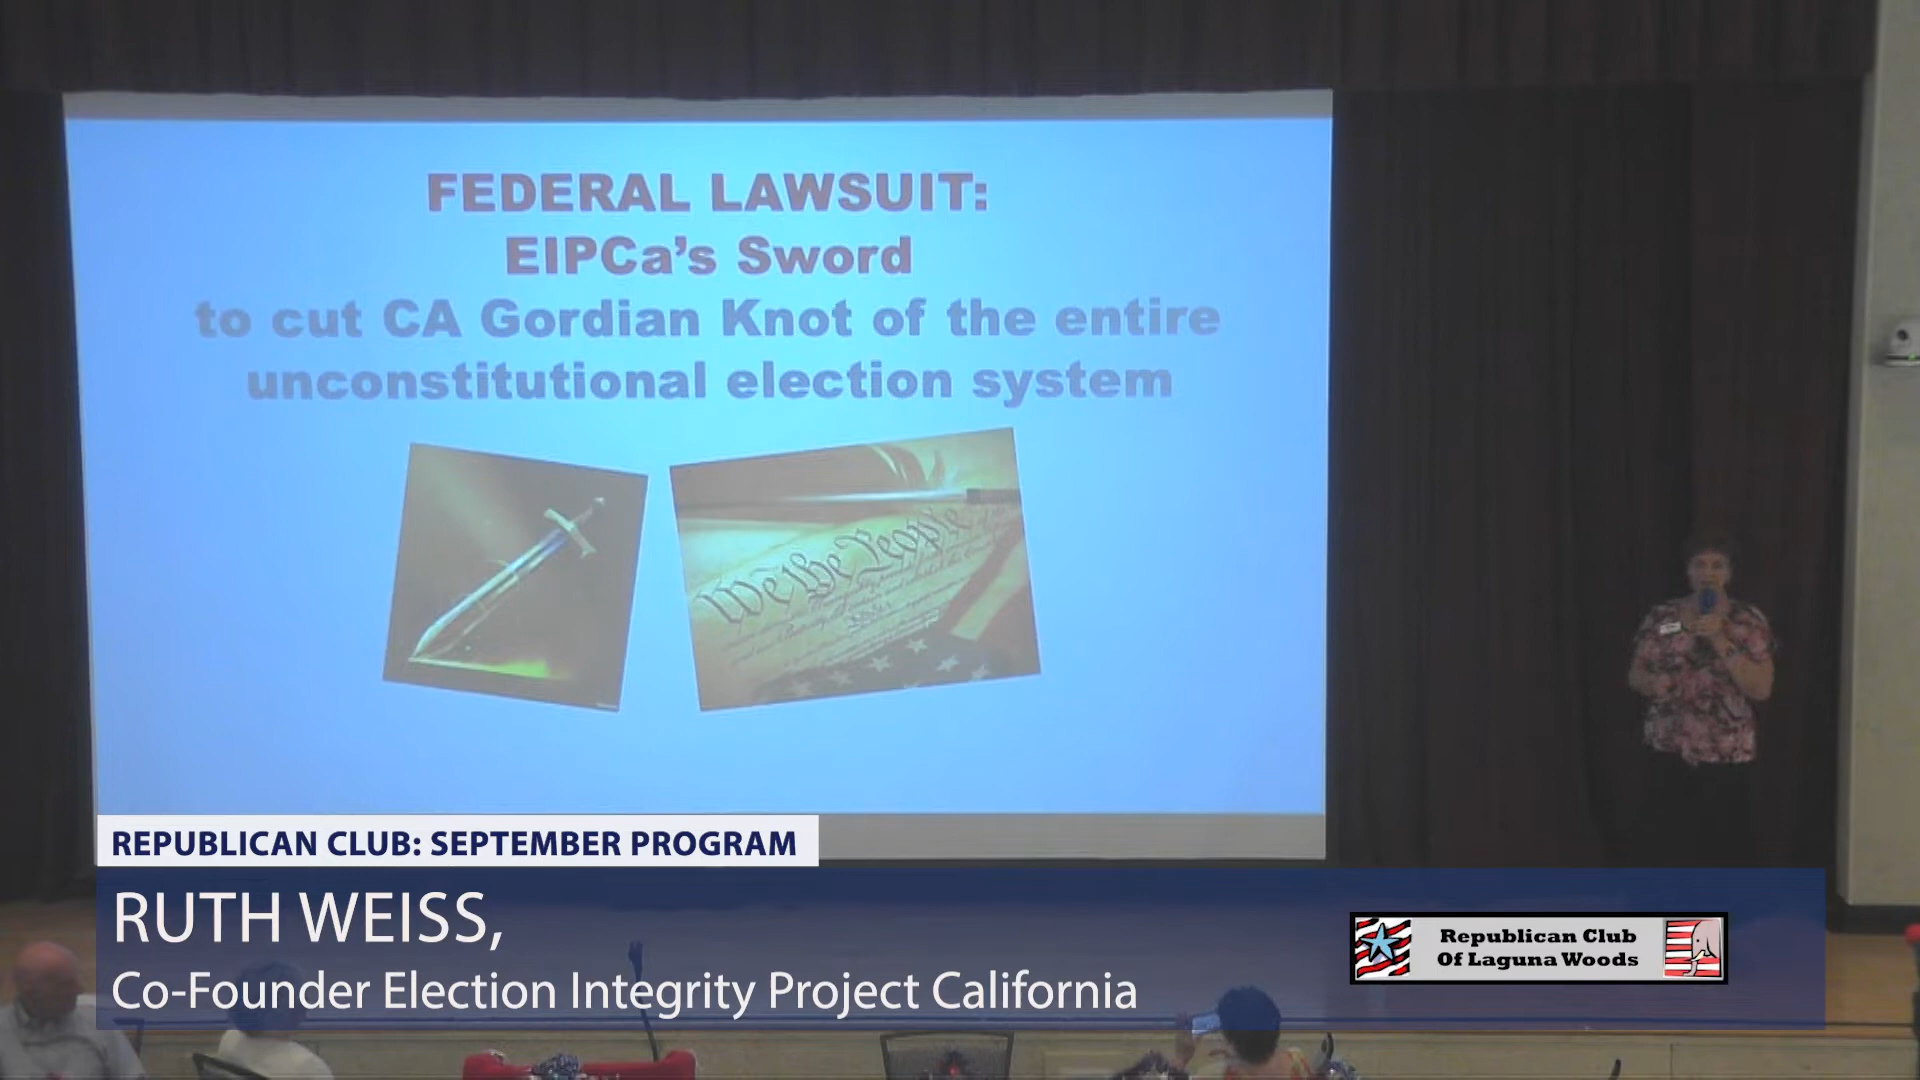 FEDERAL LAWSUIT:
EIPCa's Sword
to cut CA Gordian Knot of the entire
unconstitutional election system
We the People
REPUBLICAN CLUB: SEPTEMBER PROGRAM
RUTH WEISS,
Co-Founder Election Integrity Project California
Republican Club
Of Laguna Woods